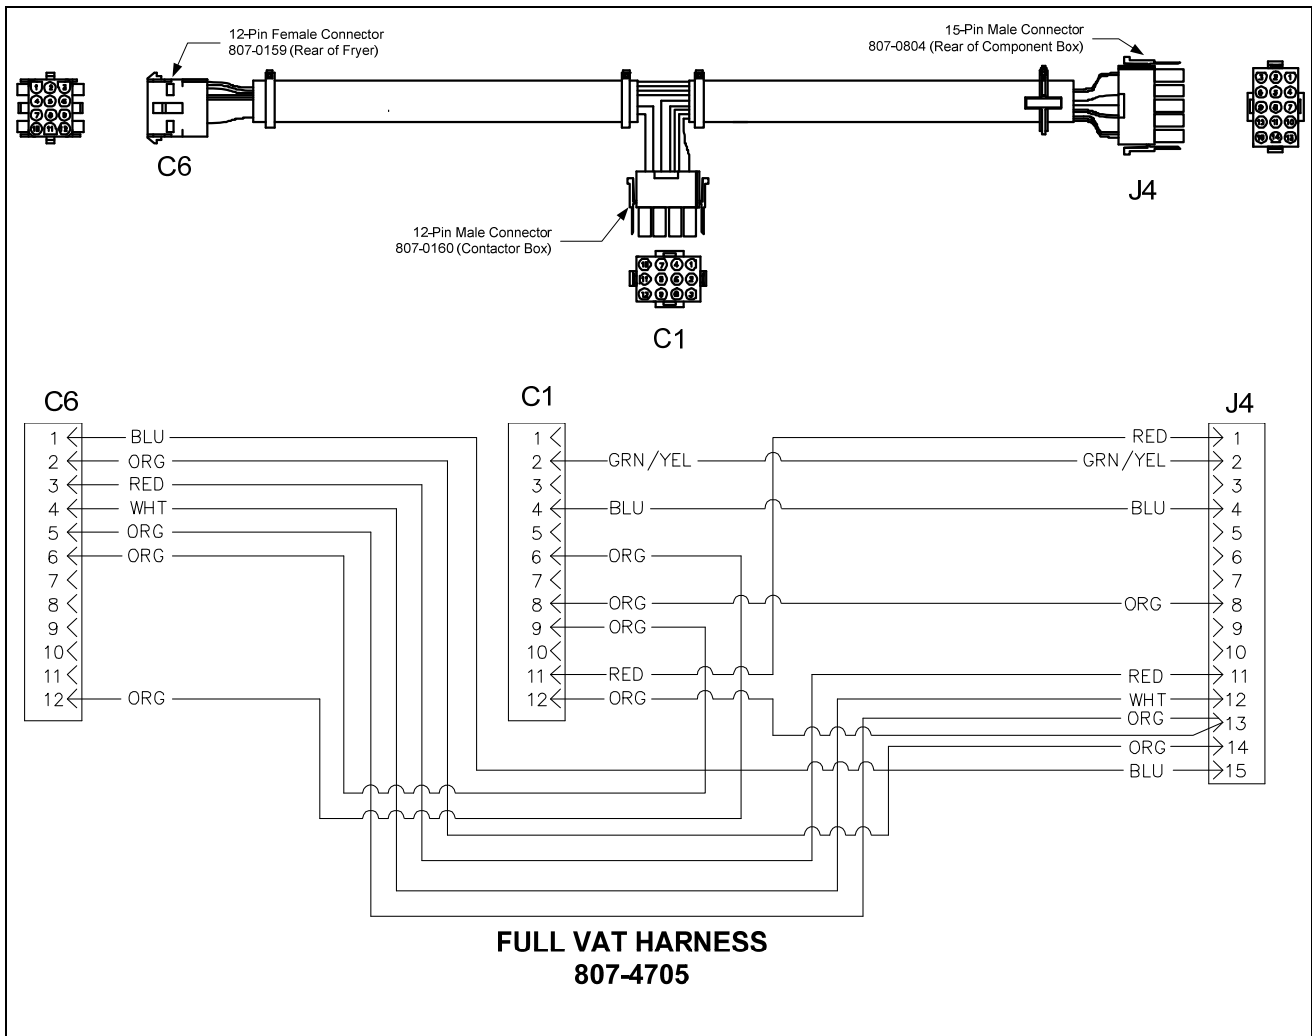 12-Pin Female Connector
807-0159 (Rear of Fryer)
15-Pin Male Connector
807-0804 (Rear of Component Box)
C6
J4
12-Pin Male Connector
807-0160 (Contactor Box)
C1
C6
1 BLU
2 ORG
3 RED
4 WHT
5 ORG
6 ORG
7
8
9
10
11
12 ORG
C1
1
2 GRN/YEL
3
4 BLU
5
6 ORG
7
8 ORG
9 ORG
10
11 RED
12 ORG
J4
RED 1
GRN/YEL 2
3
BLU 4
5
6
7
ORG 8
9
10
RED 11
WHT 12
ORG 13
ORG 14
BLU 15
FULL VAT HARNESS
807-4705